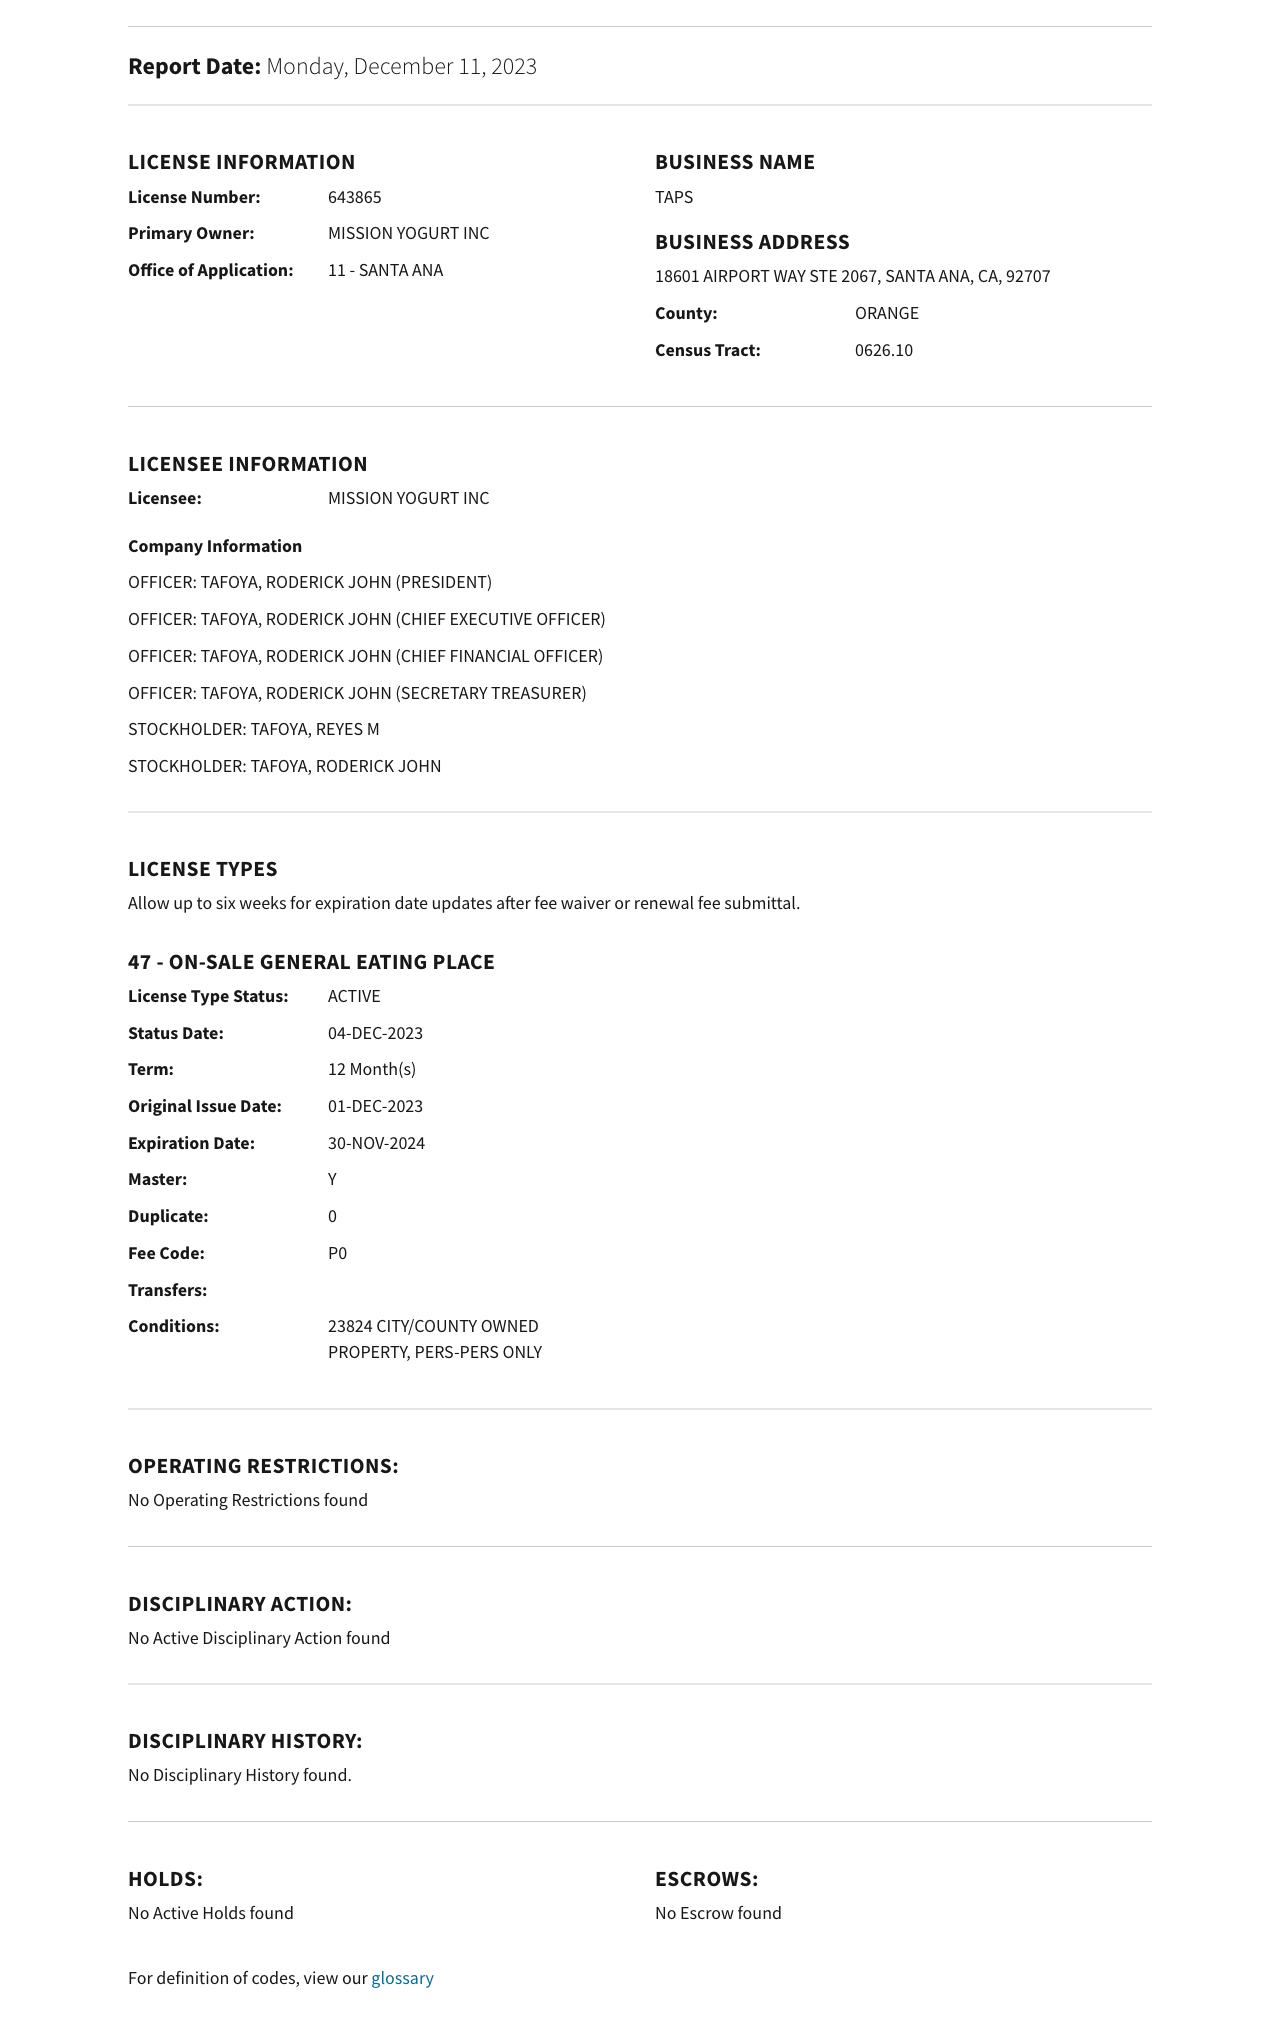 Report Date: Monday, December 11, 2023
LICENSE INFORMATION
License Number: 643865
Primary Owner: MISSION YOGURT INC
Office of Application: 11 - SANTA ANA
BUSINESS NAME
TAPS
BUSINESS ADDRESS
18601 AIRPORT WAY STE 2067, SANTA ANA, CA, 92707
County: ORANGE
Census Tract: 0626.10
LICENSEE INFORMATION
Licensee: MISSION YOGURT INC
Company Information
OFFICER: TAFOYA, RODERICK JOHN (PRESIDENT)
OFFICER: TAFOYA, RODERICK JOHN (CHIEF EXECUTIVE OFFICER)
OFFICER: TAFOYA, RODERICK JOHN (CHIEF FINANCIAL OFFICER)
OFFICER: TAFOYA, RODERICK JOHN (SECRETARY TREASURER)
STOCKHOLDER: TAFOYA, REYES M
STOCKHOLDER: TAFOYA, RODERICK JOHN
LICENSE TYPES
Allow up to six weeks for expiration date updates after fee waiver or renewal fee submittal.
47 - ON-SALE GENERAL EATING PLACE
License Type Status: ACTIVE
Status Date: 04-DEC-2023
Term: 12 Month(s)
Original Issue Date: 01-DEC-2023
Expiration Date: 30-NOV-2024
Master: Y
Duplicate: 0
Fee Code: P0
Transfers:
Conditions: 23824 CITY/COUNTY OWNED
PROPERTY, PERS-PERS ONLY
OPERATING RESTRICTIONS:
No Operating Restrictions found
DISCIPLINARY ACTION:
No Active Disciplinary Action found
DISCIPLINARY HISTORY:
No Disciplinary History found.
HOLDS:
No Active Holds found
ESCROWS:
No Escrow found
For definition of codes, view our glossary